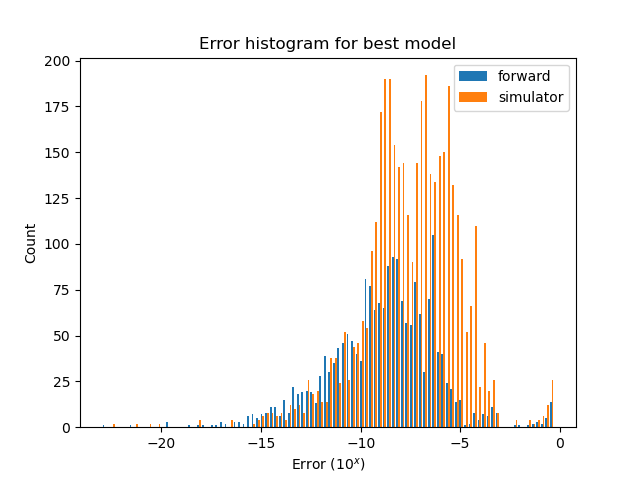 Error histogram for best model
forward
simulator
200
175
150
125
100
75
50
25
0
Count
−20 −15 −10 −5 0
Error (10^x)